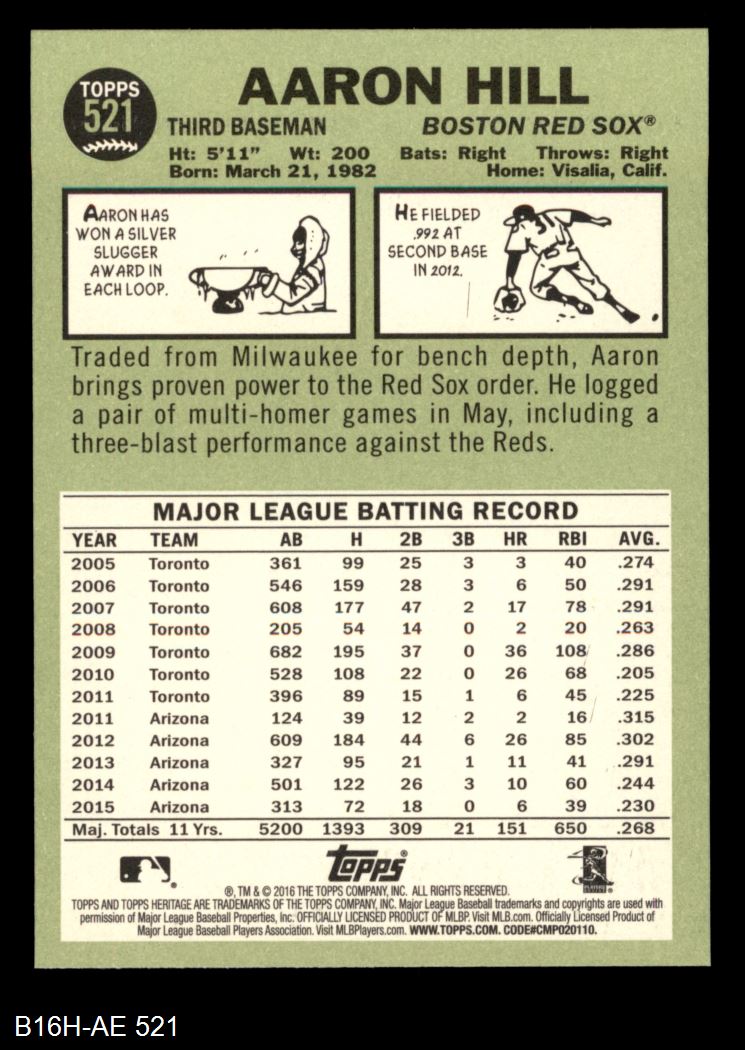 TOPPS
521
AARON HILL
THIRD BASEMAN BOSTON RED SOX®
Ht: 5'11" Wt: 200 Bats: Right Throws: Right
Born: March 21, 1982 Home: Visalia, Calif.
AARON HAS
WON A SILVER
SLUGGER
AWARD IN
EACH LOOP.
HE FIELDED
.992 AT
SECOND BASE
IN 2012.
Traded from Milwaukee for bench depth, Aaron
brings proven power to the Red Sox order. He logged
a pair of multi-homer games in May, including a
three-blast performance against the Reds.
MAJOR LEAGUE BATTING RECORD
YEAR TEAM AB H 2B 3B HR RBI AVG.
2005 Toronto 361 99 25 3 3 40 .274
2006 Toronto 546 159 28 3 6 50 .291
2007 Toronto 608 177 47 2 17 78 .291
2008 Toronto 205 54 14 0 2 20 .263
2009 Toronto 682 195 37 0 36 108 .286
2010 Toronto 528 108 22 0 26 68 .205
2011 Toronto 396 89 15 1 6 45 .225
2011 Arizona 124 39 12 2 2 16 .315
2012 Arizona 609 184 44 6 26 85 .302
2013 Arizona 327 95 21 1 11 41 .291
2014 Arizona 501 122 26 3 10 60 .244
2015 Arizona 313 72 18 0 6 39 .230
Maj. Totals 11 Yrs. 5200 1393 309 21 151 650 .268
TOPPS®
®, TM & © 2016 THE TOPPS COMPANY, INC. ALL RIGHTS RESERVED.
TOPPS AND TOPPS HERITAGE ARE TRADEMARKS OF THE TOPPS COMPANY, INC. Major League Baseball trademarks and copyrights are used with
permission of Major League Baseball Properties, Inc. OFFICIALLY LICENSED PRODUCT OF MLBP. Visit MLB.com. Officially Licensed Product of
Major League Baseball Players Association. Visit MLBPlayers.com. WWW.TOPPS.COM. CODE#CMP020110.
B16H-AE 521